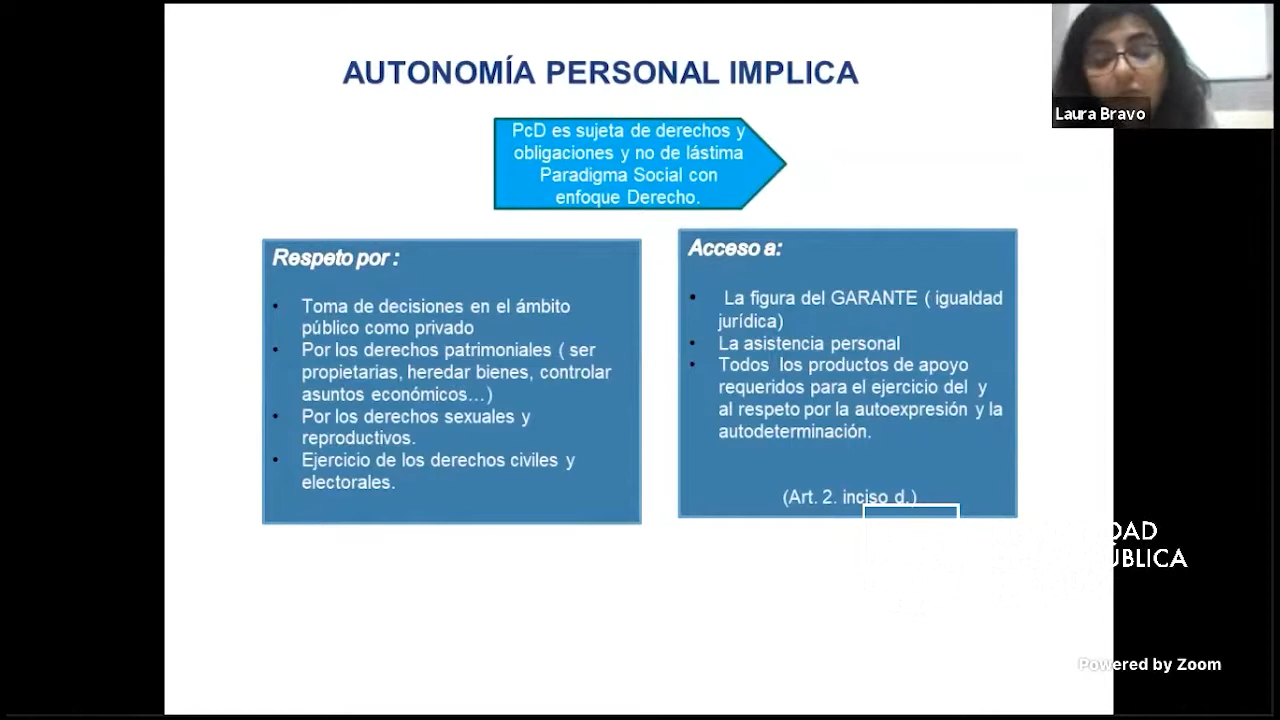 AUTONOMÍA PERSONAL IMPLICA
Laura Bravo
PcD es sujeta de derechos y
obligaciones y no de lástima
Paradigma Social con
enfoque Derecho.
Respeto por :
• Toma de decisiones en el ámbito
público como privado
• Por los derechos patrimoniales ( ser
propietarias, heredar bienes, controlar
asuntos económicos...)
• Por los derechos sexuales y
reproductivos.
• Ejercicio de los derechos civiles y
electorales.
Acceso a:
• La figura del GARANTE ( igualdad
jurídica)
• La asistencia personal
• Todos los productos de apoyo
requeridos para el ejercicio del y
al respeto por la autoexpresión y la
autodeterminación.
(Art. 2. inciso d.)
Powered by Zoom